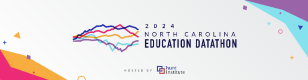 2024
NORTH CAROLINA
EDUCATION DATATHON
HOSTED BY hunt
institute